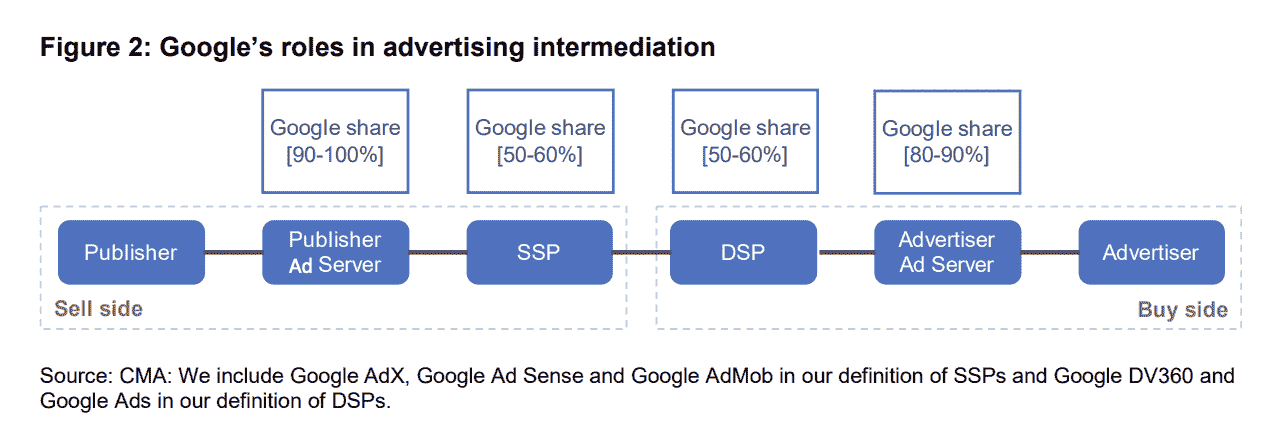 Figure 2: Google's roles in advertising intermediation
Google share
[90-100%]
Google share
[50-60%]
Google share
[50-60%]
Google share
[80-90%]
Publisher
Publisher
Ad Server
SSP
DSP
Advertiser
Ad Server
Advertiser
Sell side
Buy side
Source: CMA: We include Google AdX, Google Ad Sense and Google AdMob in our definition of SSPs and Google DV360 and
Google Ads in our definition of DSPs.